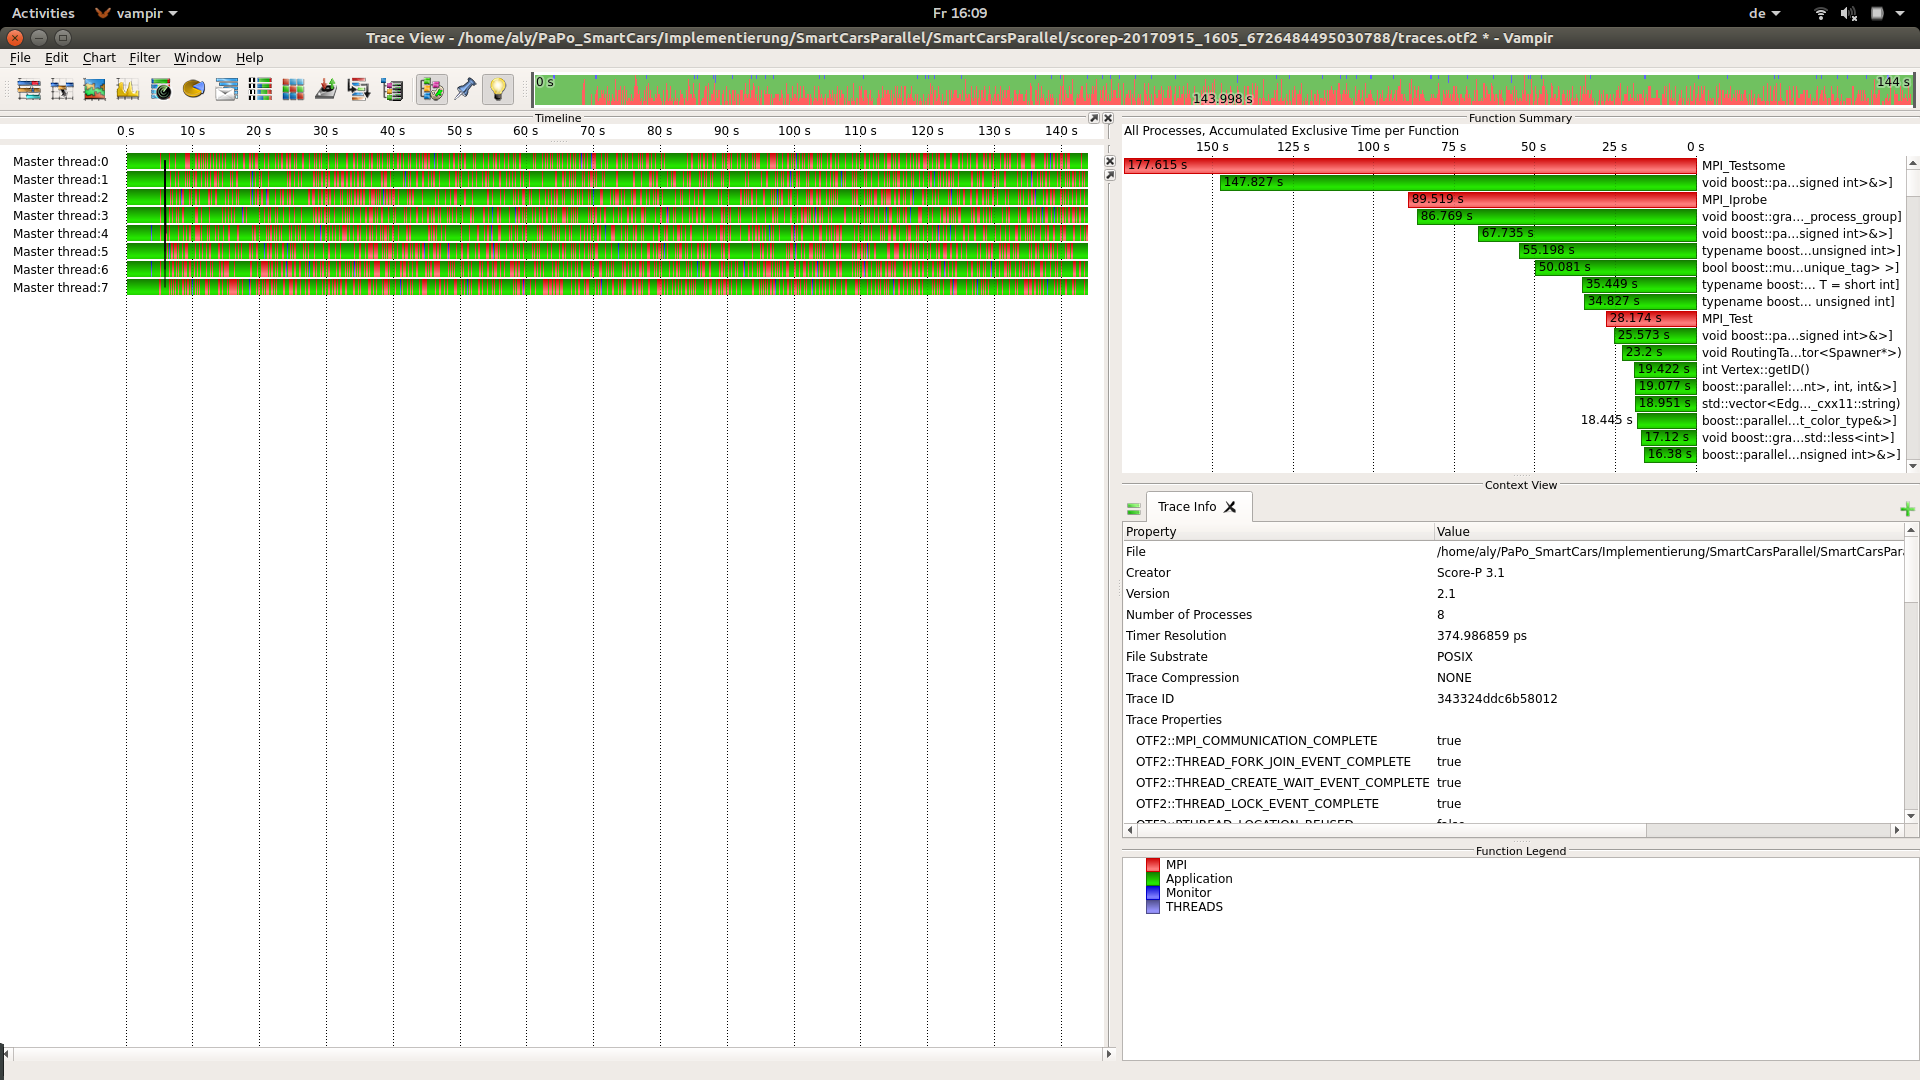 Activities vampir Fr 16:09 de
Trace View - /home/aly/PaPo_SmartCars/Implementierung/SmartCarsParallel/SmartCarsParallel/scorep-20170915_1605_6726484495030788/traces.otf2 * - Vampir
File Edit Chart Filter Window Help
0 s 143.998 s 144 s
Timeline
0 s 10 s 20 s 30 s 40 s 50 s 60 s 70 s 80 s 90 s 100 s 110 s 120 s 130 s 140 s
Master thread:0
Master thread:1
Master thread:2
Master thread:3
Master thread:4
Master thread:5
Master thread:6
Master thread:7
Function Summary
All Processes, Accumulated Exclusive Time per Function
150 s 125 s 100 s 75 s 50 s 25 s 0 s
177.615 s MPI_Testsome
147.827 s void boost::pa...signed int>&>]
89.519 s MPI_Iprobe
86.769 s void boost::gra..._process_group]
67.735 s void boost::pa...signed int>&>]
55.198 s typename boost...unsigned int>]
50.081 s bool boost::mu...unique_tag> >]
35.449 s typename boost:... T = short int]
34.827 s typename boost... unsigned int]
28.174 s MPI_Test
25.573 s void boost::pa...signed int>&>]
23.2 s void RoutingTa...tor<Spawner*>)
19.422 s int Vertex::getID()
19.077 s boost::parallel:...nt>, int, int&>]
18.951 s std::vector<Edg..._cxx11::string)
18.445 s boost::parallel...t_color_type&>]
17.12 s void boost::gra...std::less<int>]
16.38 s boost::parallel...nsigned int>&>]
Context View
Trace Info
Property Value
File /home/aly/PaPo_SmartCars/Implementierung/SmartCarsParallel/SmartCarsPar
Creator Score-P 3.1
Version 2.1
Number of Processes 8
Timer Resolution 374.986859 ps
File Substrate POSIX
Trace Compression NONE
Trace ID 343324ddc6b58012
Trace Properties
OTF2::MPI_COMMUNICATION_COMPLETE true
OTF2::THREAD_FORK_JOIN_EVENT_COMPLETE true
OTF2::THREAD_CREATE_WAIT_EVENT_COMPLETE true
OTF2::THREAD_LOCK_EVENT_COMPLETE true
OTF2::PTHREAD_LOCATION_REUSED false
Function Legend
MPI
Application
Monitor
THREADS